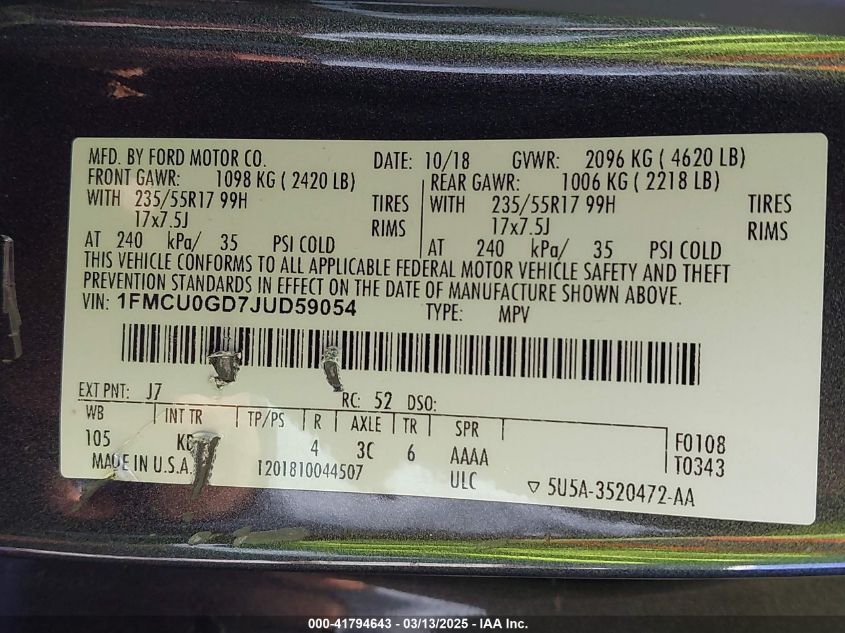 MFD. BY FORD MOTOR CO. DATE: 10/18 GVWR: 2096 KG ( 4620 LB)
FRONT GAWR: 1098 KG ( 2420 LB) REAR GAWR: 1006 KG ( 2218 LB)
WITH 235/55R17 99H TIRES WITH 235/55R17 99H TIRES
17x7.5J RIMS 17x7.5J RIMS
AT 240 kPa/ 35 PSI COLD AT 240 kPa/ 35 PSI COLD
THIS VEHICLE CONFORMS TO ALL APPLICABLE FEDERAL MOTOR VEHICLE SAFETY AND THEFT
PREVENTION STANDARDS IN EFFECT ON THE DATE OF MANUFACTURE SHOWN ABOVE.
VIN: 1FMCU0GD7JUD59054 TYPE: MPV
EXT PNT: J7 RC: 52 DSO:
WB INT TR TP/PS R AXLE TR SPR
105 4 3C 6 AAAA F0108
MADE IN U.S.A. 1201810044507 ULC T0343
▽ 5U5A-3520472-AA
000-41794643 - 03/13/2025 - IAA Inc.